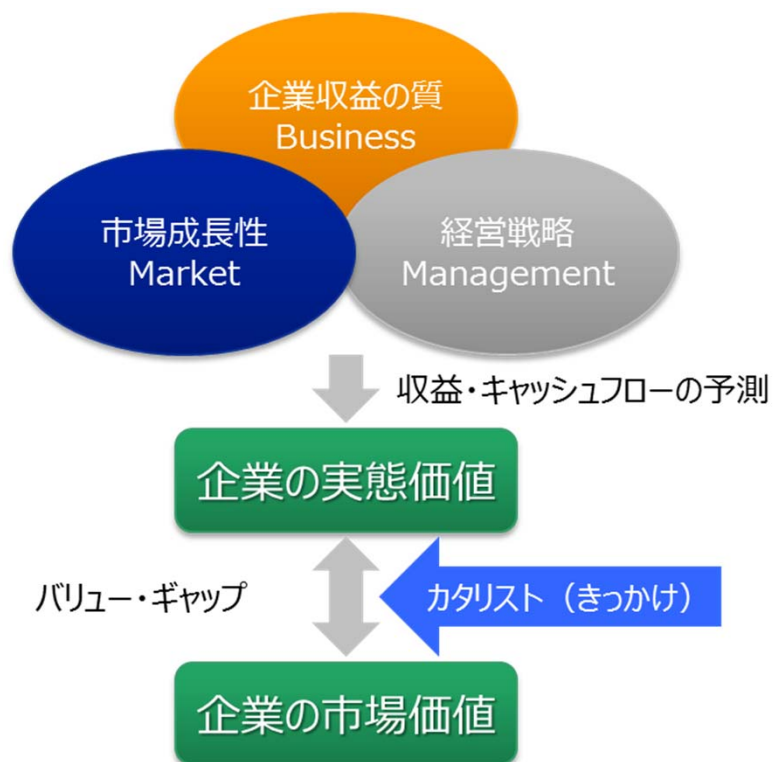 企業収益の質
Business
市場成長性
Market
経営戦略
Management
収益・キャッシュフローの予測
企業の実態価値
バリュー・ギャップ
カタリスト（きっかけ）
企業の市場価値